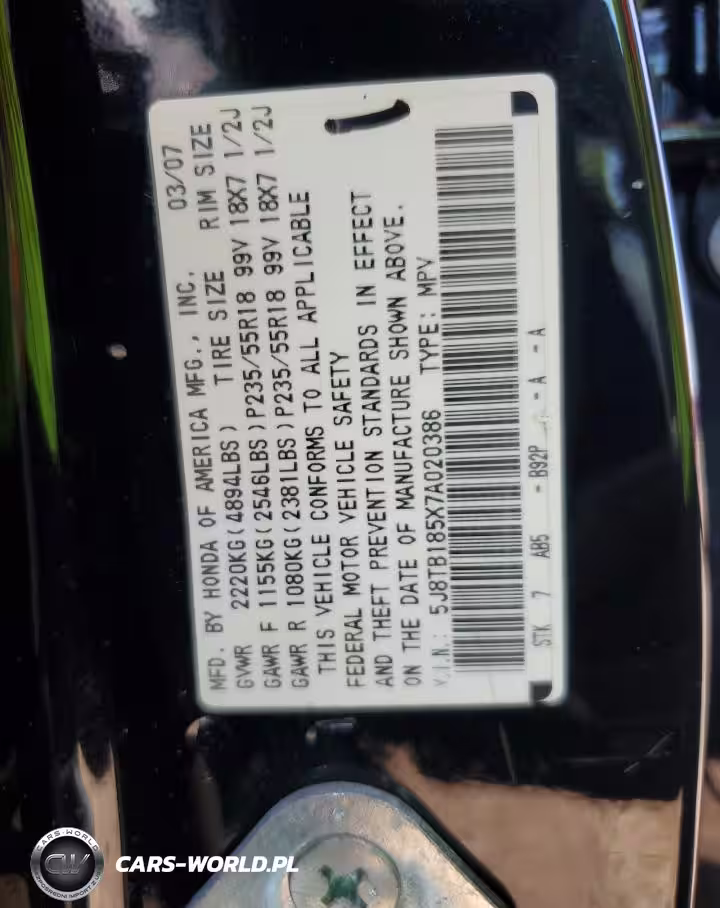 MFD. BY HONDA OF AMERICA MFG., INC. 03/07
GVWR 2220KG(4894LBS) TIRE SIZE RIM SIZE
GAWR F 1155KG(2546LBS)P235/55R18 99V 18X7 1/2J
GAWR R 1080KG(2381LBS)P235/55R18 99V 18X7 1/2J
THIS VEHICLE CONFORMS TO ALL APPLICABLE
FEDERAL MOTOR VEHICLE SAFETY
AND THEFT PREVENTION STANDARDS IN EFFECT
ON THE DATE OF MANUFACTURE SHOWN ABOVE.
V.I.N.: 5J8TB185X7A020386 TYPE: MPV
STK 7 AB5 - B92P - A - A
CARS-WORLD
CW
CARS-WORLD.PL